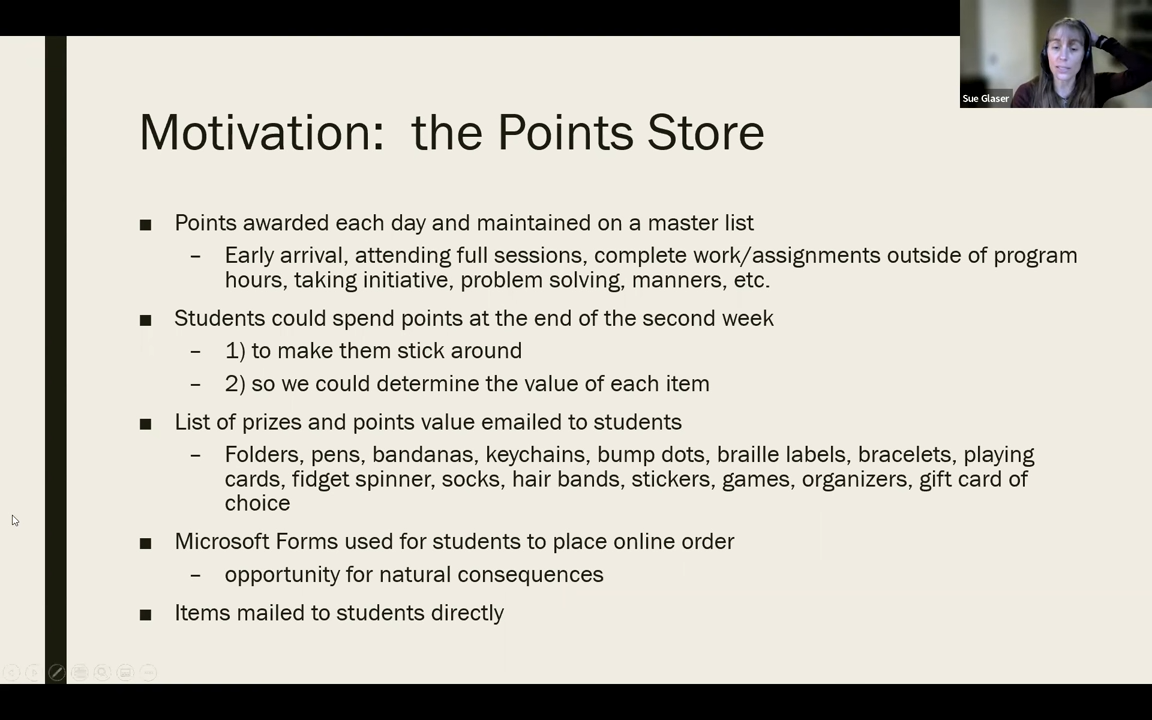 Sue Glaser
Motivation:  the Points Store
■ Points awarded each day and maintained on a master list
– Early arrival, attending full sessions, complete work/assignments outside of program
hours, taking initiative, problem solving, manners, etc.
■ Students could spend points at the end of the second week
– 1) to make them stick around
– 2) so we could determine the value of each item
■ List of prizes and points value emailed to students
– Folders, pens, bandanas, keychains, bump dots, braille labels, bracelets, playing
cards, fidget spinner, socks, hair bands, stickers, games, organizers, gift card of
choice
■ Microsoft Forms used for students to place online order
– opportunity for natural consequences
■ Items mailed to students directly